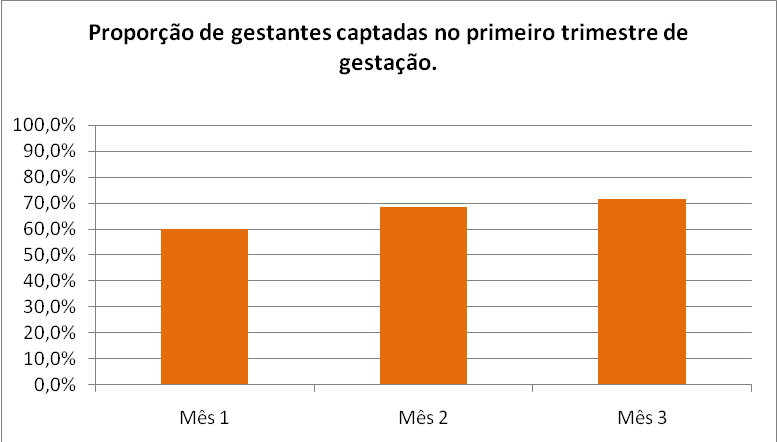 Proporção de gestantes captadas no primeiro trimestre de
gestação.
100,0%
90,0%
80,0%
70,0%
60,0%
50,0%
40,0%
30,0%
20,0%
10,0%
0,0%
Mês 1
Mês 2
Mês 3